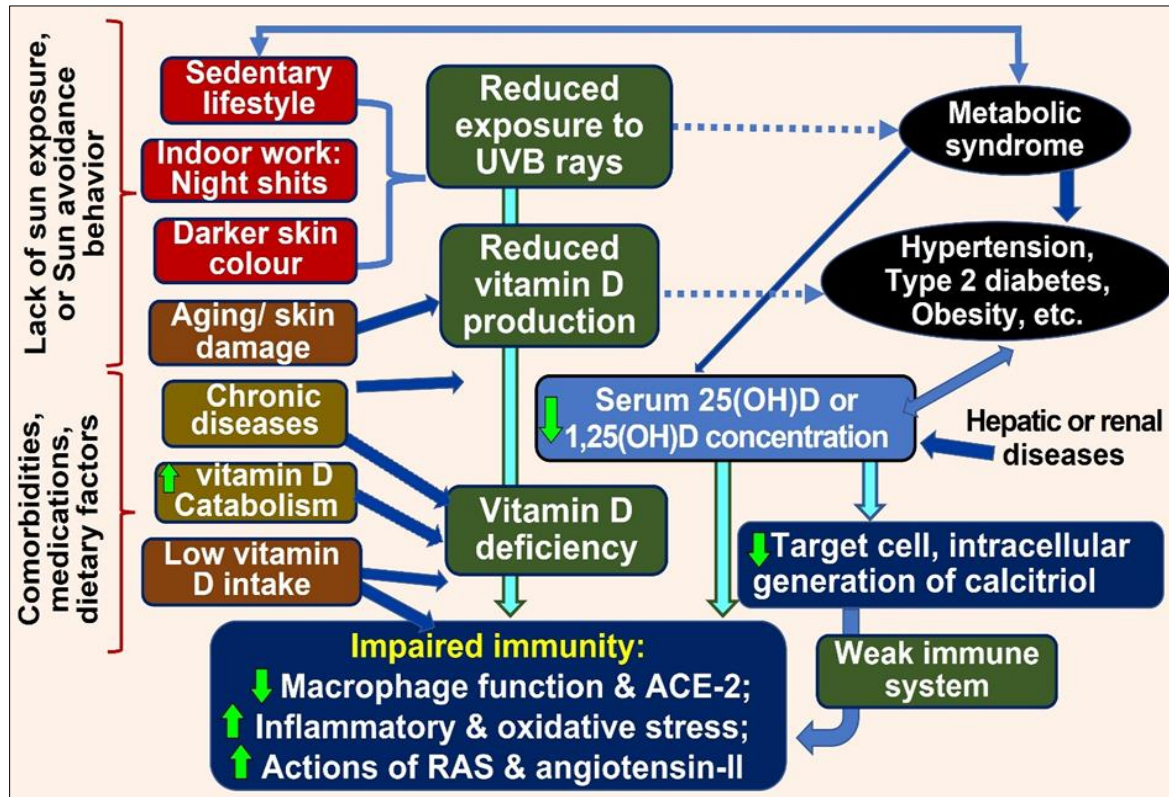 Lack of sun exposure,
or Sun avoidance
behavior
Sedentary
lifestyle
Indoor work:
Night shits
Darker skin
colour
Aging/ skin
damage
Comorbidities,
medications,
dietary factors
Chronic
diseases
vitamin D
Catabolism
Low vitamin
D intake
Reduced
exposure to
UVB rays
Reduced
vitamin D
production
Vitamin D
deficiency
Metabolic
syndrome
Hypertension,
Type 2 diabetes,
Obesity, etc.
Serum 25(OH)D or
1,25(OH)D concentration
Hepatic or renal
diseases
Target cell, intracellular
generation of calcitriol
Weak immune
system
Impaired immunity:
Macrophage function & ACE-2;
Inflammatory & oxidative stress;
Actions of RAS & angiotensin-II